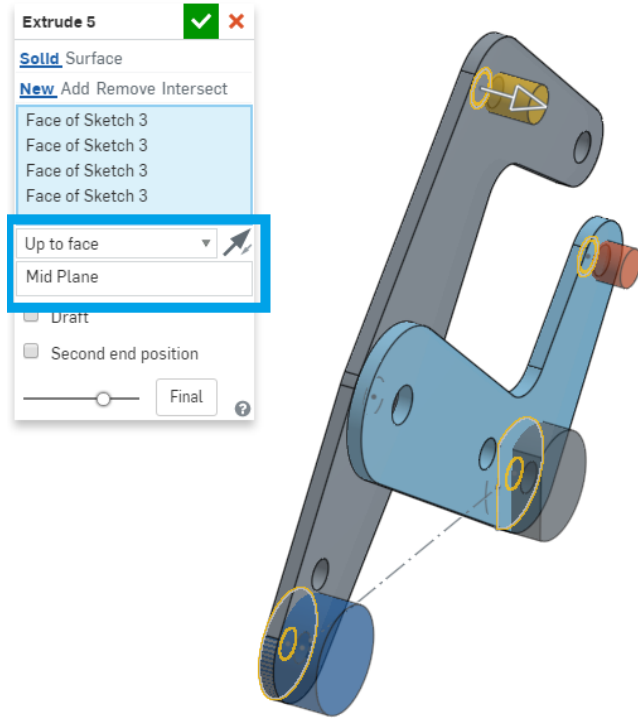 Extrude 5
Solid Surface
New Add Remove Intersect
Face of Sketch 3
Face of Sketch 3
Face of Sketch 3
Face of Sketch 3
Up to face
Mid Plane
Draft
Second end position
Final
?